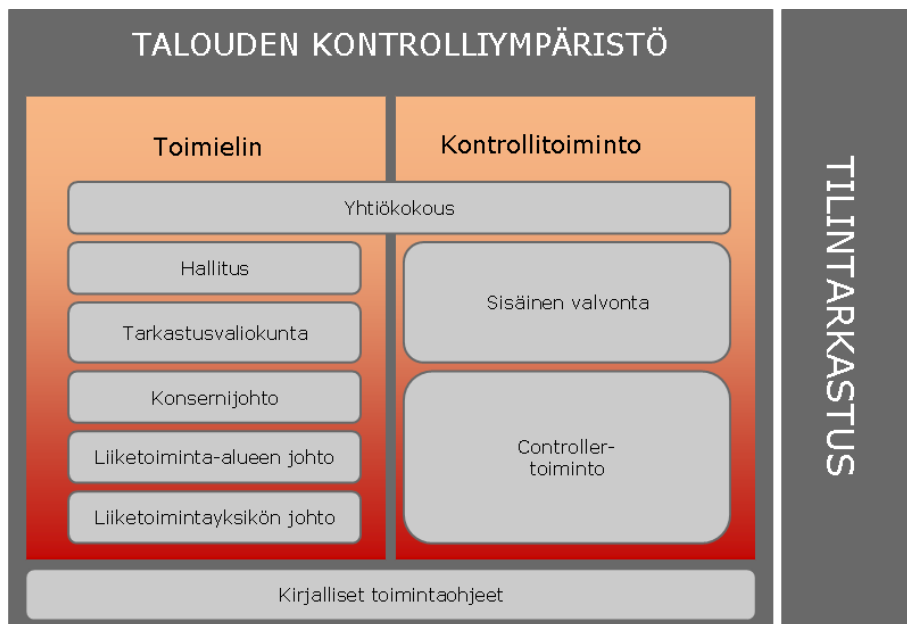 TALOUDEN KONTROLLIYMPÄRISTÖ
Toimielin
Kontrollitoiminto
Yhtiökokous
Hallitus
Tarkastusvaliokunta
Konsernijohto
Liiketoiminta-alueen johto
Liiketoimintayksikön johto
Sisäinen valvonta
Controller-
toiminto
Kirjalliset toimintaohjeet
TILINTARKASTUS